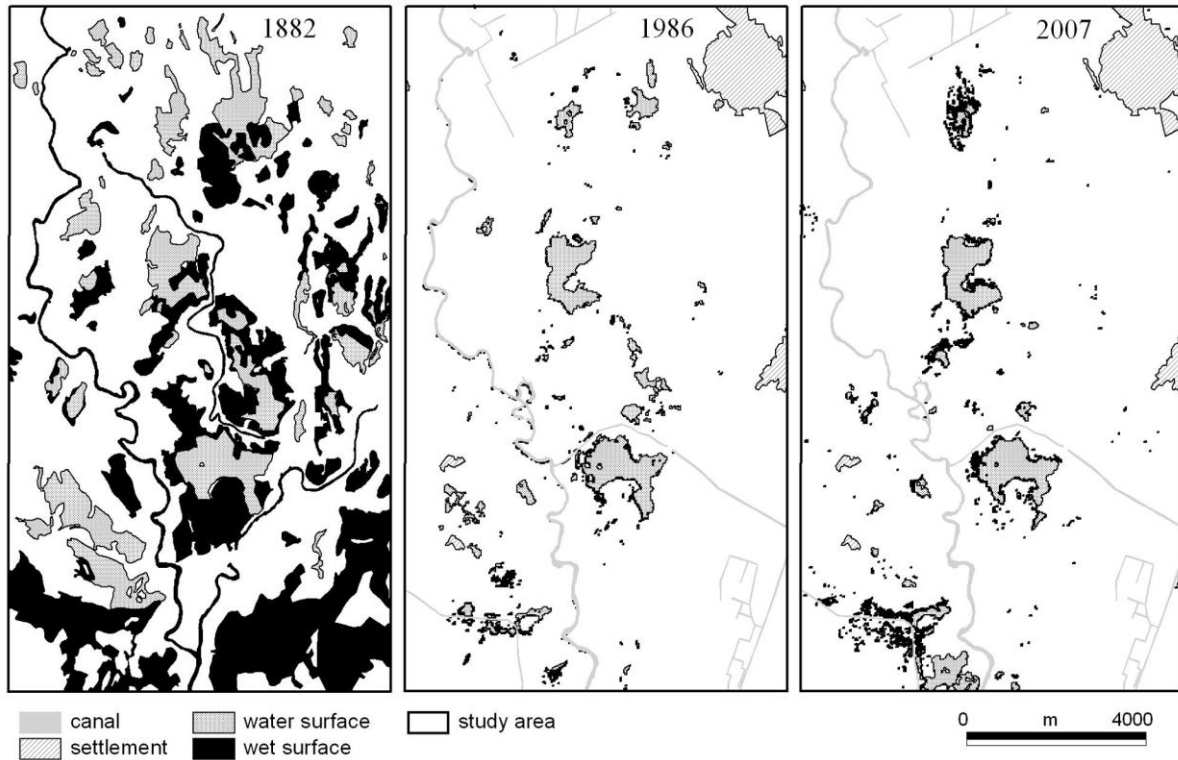 1882
1986
2007
canal
water surface
study area
0 m 4000
settlement
wet surface